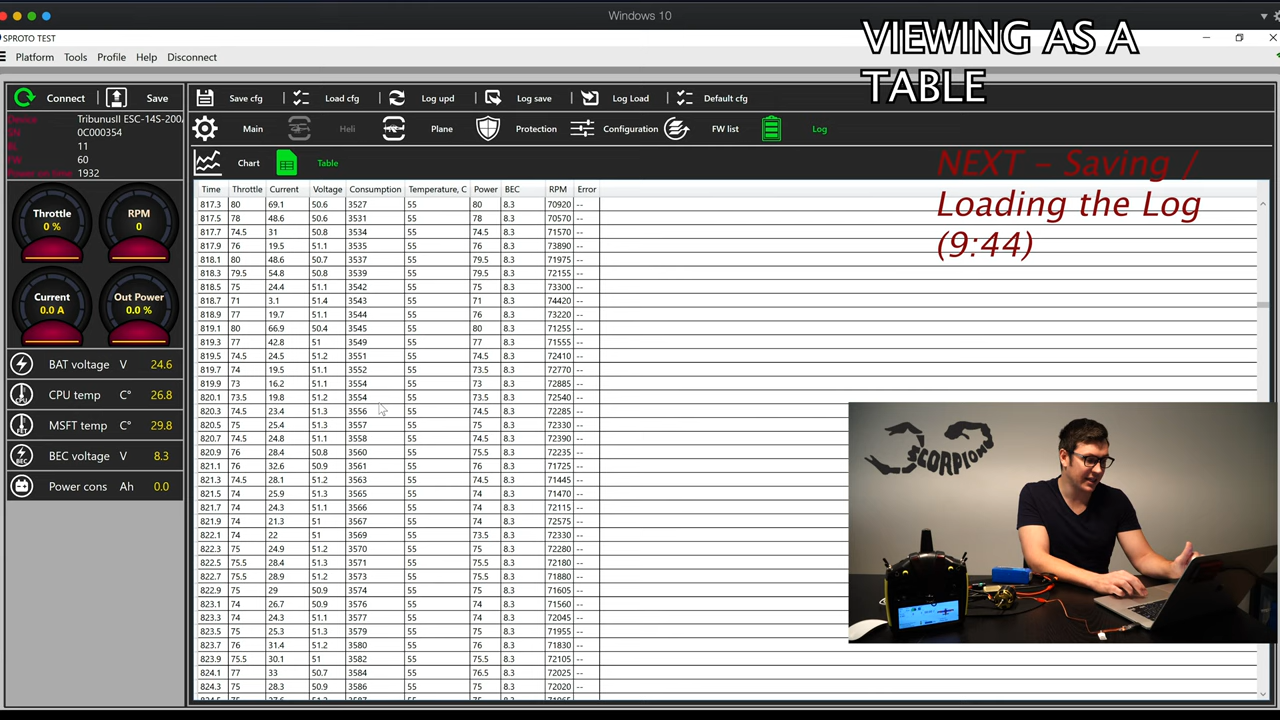 Windows 10
SPROTO TEST
VIEWING AS A
TABLE
Platform Tools Profile Help Disconnect
Connect Save
Save cfg Load cfg Log upd Log save Log Load Default cfg
Device TribunusII ESC-14S-200A
SN 0C000354
BL 11
FW 60
Power on time 1932
Main Heli Plane Protection Configuration FW list Log
Chart Table
NEXT - Saving /
Loading the Log
(9:44)
Throttle
0 %
RPM
0
Current
0.0 A
Out Power
0.0 %
BAT voltage V 24.6
CPU temp C° 26.8
MSFT temp C° 29.8
BEC voltage V 8.3
Power cons Ah 0.0
Time Throttle Current Voltage Consumption Temperature, C Power BEC RPM Error
817.3 80 69.1 50.6 3527 55 80 8.3 70920 --
817.5 78 48.6 50.6 3531 55 78 8.3 70570 --
817.7 74.5 31 50.8 3534 55 74.5 8.3 71570 --
817.9 76 19.5 51.1 3535 55 76 8.3 73890 --
818.1 80 48.6 50.7 3537 55 79.5 8.3 71975 --
818.3 79.5 54.8 50.8 3539 55 79.5 8.3 72155 --
818.5 75 24.4 51.1 3542 55 75 8.3 73300 --
818.7 71 3.1 51.4 3543 55 71 8.3 74420 --
818.9 77 19.7 51.1 3544 55 76 8.3 73220 --
819.1 80 66.9 50.4 3545 55 80 8.3 71255 --
819.3 77 42.8 51 3549 55 77 8.3 71555 --
819.5 74.5 24.5 51.2 3551 55 74.5 8.3 72410 --
819.7 74 19.5 51.1 3552 55 73.5 8.3 72770 --
819.9 73 16.2 51.1 3554 55 73 8.3 72885 --
820.1 73.5 19.8 51.2 3554 55 73.5 8.3 72540 --
820.3 74.5 23.4 51.3 3556 55 74.5 8.3 72285 --
820.5 75 25.4 51.3 3557 55 75 8.3 72330 --
820.7 74.5 24.8 51.1 3558 55 74.5 8.3 72390 --
820.9 76 28.4 50.8 3560 55 75.5 8.3 72235 --
821.1 76 32.6 50.9 3561 55 76 8.3 71725 --
821.3 74.5 28.1 51.2 3563 55 74.5 8.3 71445 --
821.5 74 25.9 51.3 3565 55 74 8.3 71470 --
821.7 74 24.3 51.1 3566 55 74 8.3 72115 --
821.9 74 21.3 51 3567 55 74 8.3 72575 --
822.1 74 22 51 3569 55 73.5 8.3 72330 --
822.3 75 24.9 51.2 3570 55 75 8.3 72280 --
822.5 75.5 28.4 51.3 3571 55 75.5 8.3 72180 --
822.7 75.5 28.9 51.2 3573 55 75.5 8.3 71880 --
822.9 75 29 50.9 3574 55 75 8.3 71605 --
823.1 74 26.7 50.9 3576 55 74 8.3 71560 --
823.3 74 24.3 51.1 3577 55 74 8.3 72045 --
823.5 75 25.3 51.3 3579 55 75 8.3 71955 --
823.7 76 31.4 51.2 3580 55 76 8.3 71830 --
823.9 75.5 30.1 51 3582 55 75.5 8.3 72105 --
824.1 77 33 50.7 3584 55 76.5 8.3 72025 --
824.3 75 28.3 50.9 3586 55 75 8.3 72020 --
SCORPION